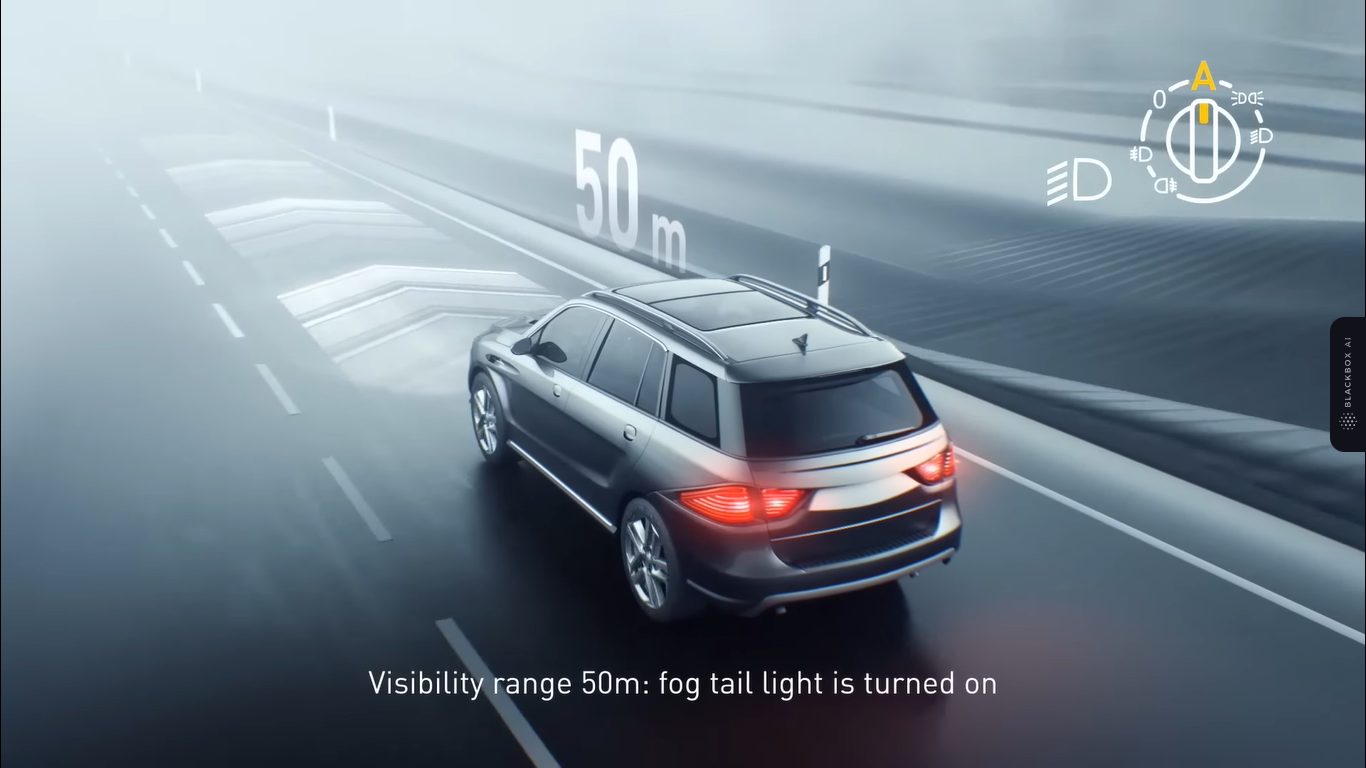 A
0
50 m
BLACKBOX AI
Visibility range 50m: fog tail light is turned on